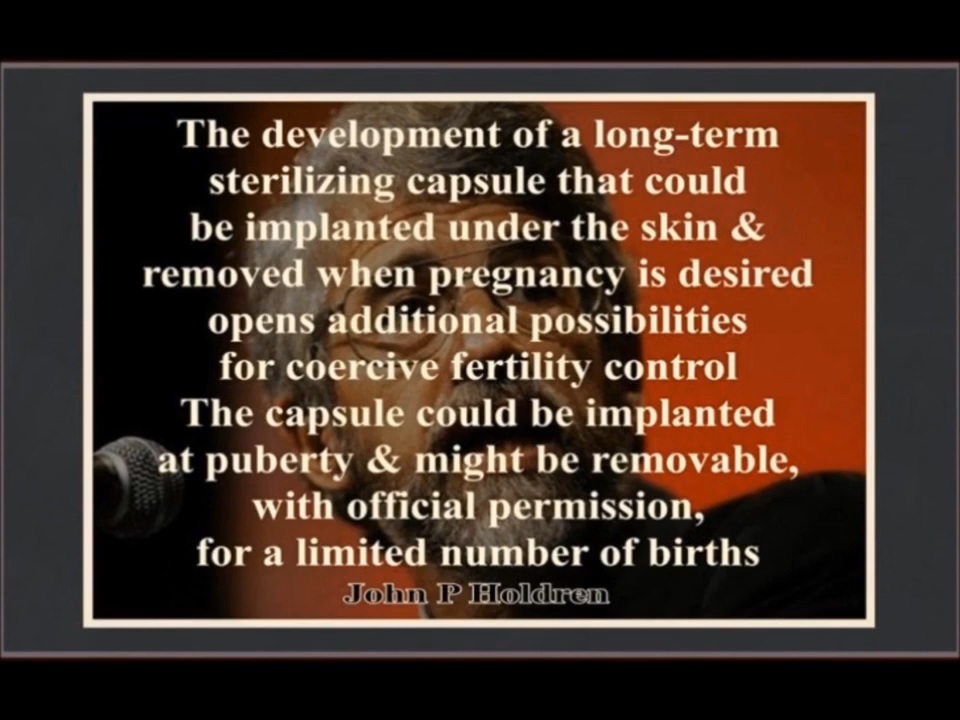 The development of a long-term
sterilizing capsule that could
be implanted under the skin &
removed when pregnancy is desired
opens additional possibilities
for coercive fertility control
The capsule could be implanted
at puberty & might be removable,
with official permission,
for a limited number of births
John P Holdren